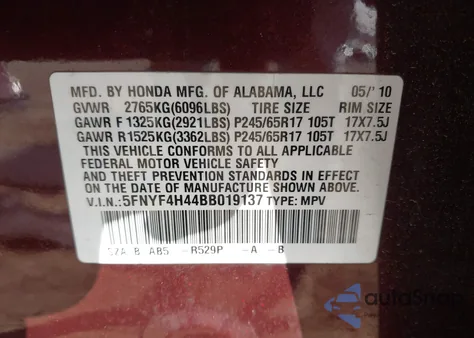 MFD. BY HONDA MFG. OF ALABAMA, LLC 05/'10
GVWR 2765KG(6096LBS) TIRE SIZE RIM SIZE
GAWR F 1325KG(2921LBS) P245/65R17 105T 17X7.5J
GAWR R1525KG(3362LBS) P245/65R17 105T 17X7.5J
THIS VEHICLE CONFORMS TO ALL APPLICABLE
FEDERAL MOTOR VEHICLE SAFETY
AND THEFT PREVENTION STANDARDS IN EFFECT
ON THE DATE OF MANUFACTURE SHOWN ABOVE.
V.I.N.:5FNYF4H44BB019137 TYPE: MPV
SZA B AB5 -R529P -A -B